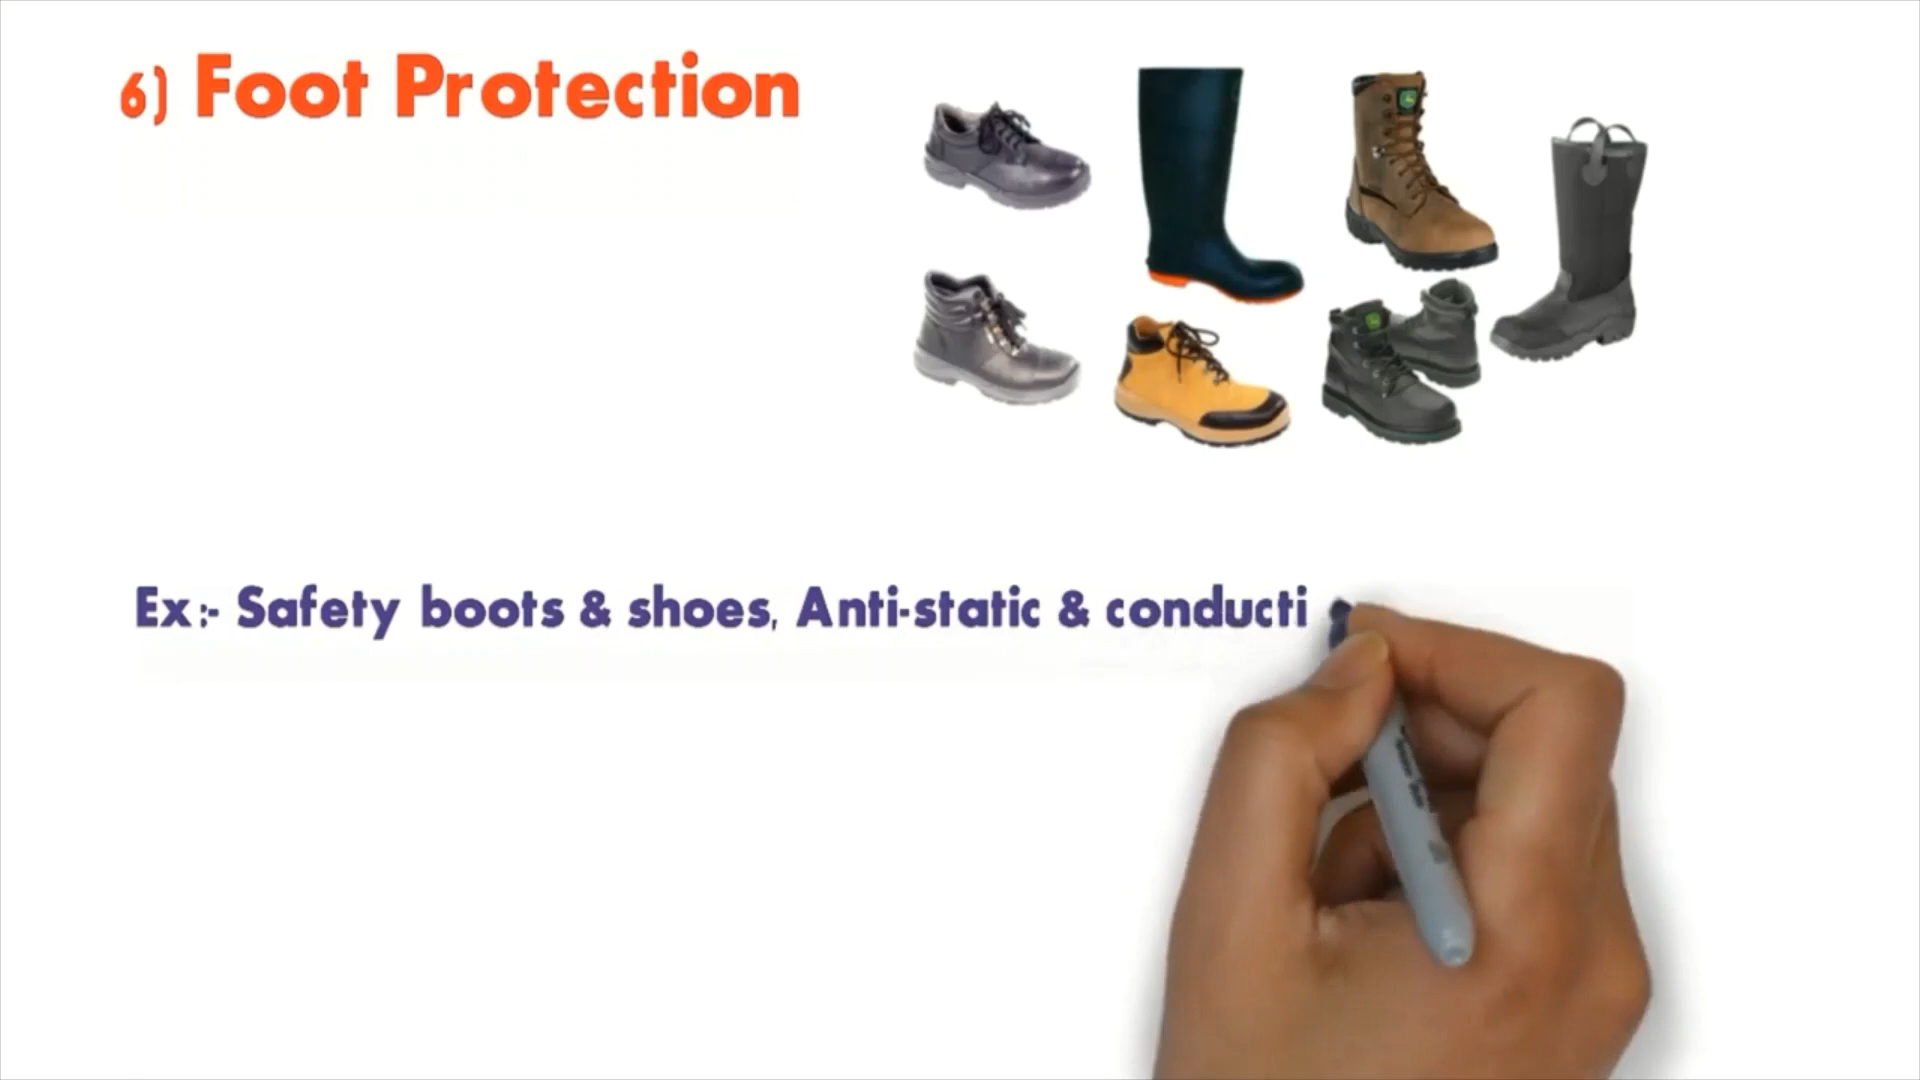 6) Foot Protection
Ex:- Safety boots & shoes, Anti-static & conducti